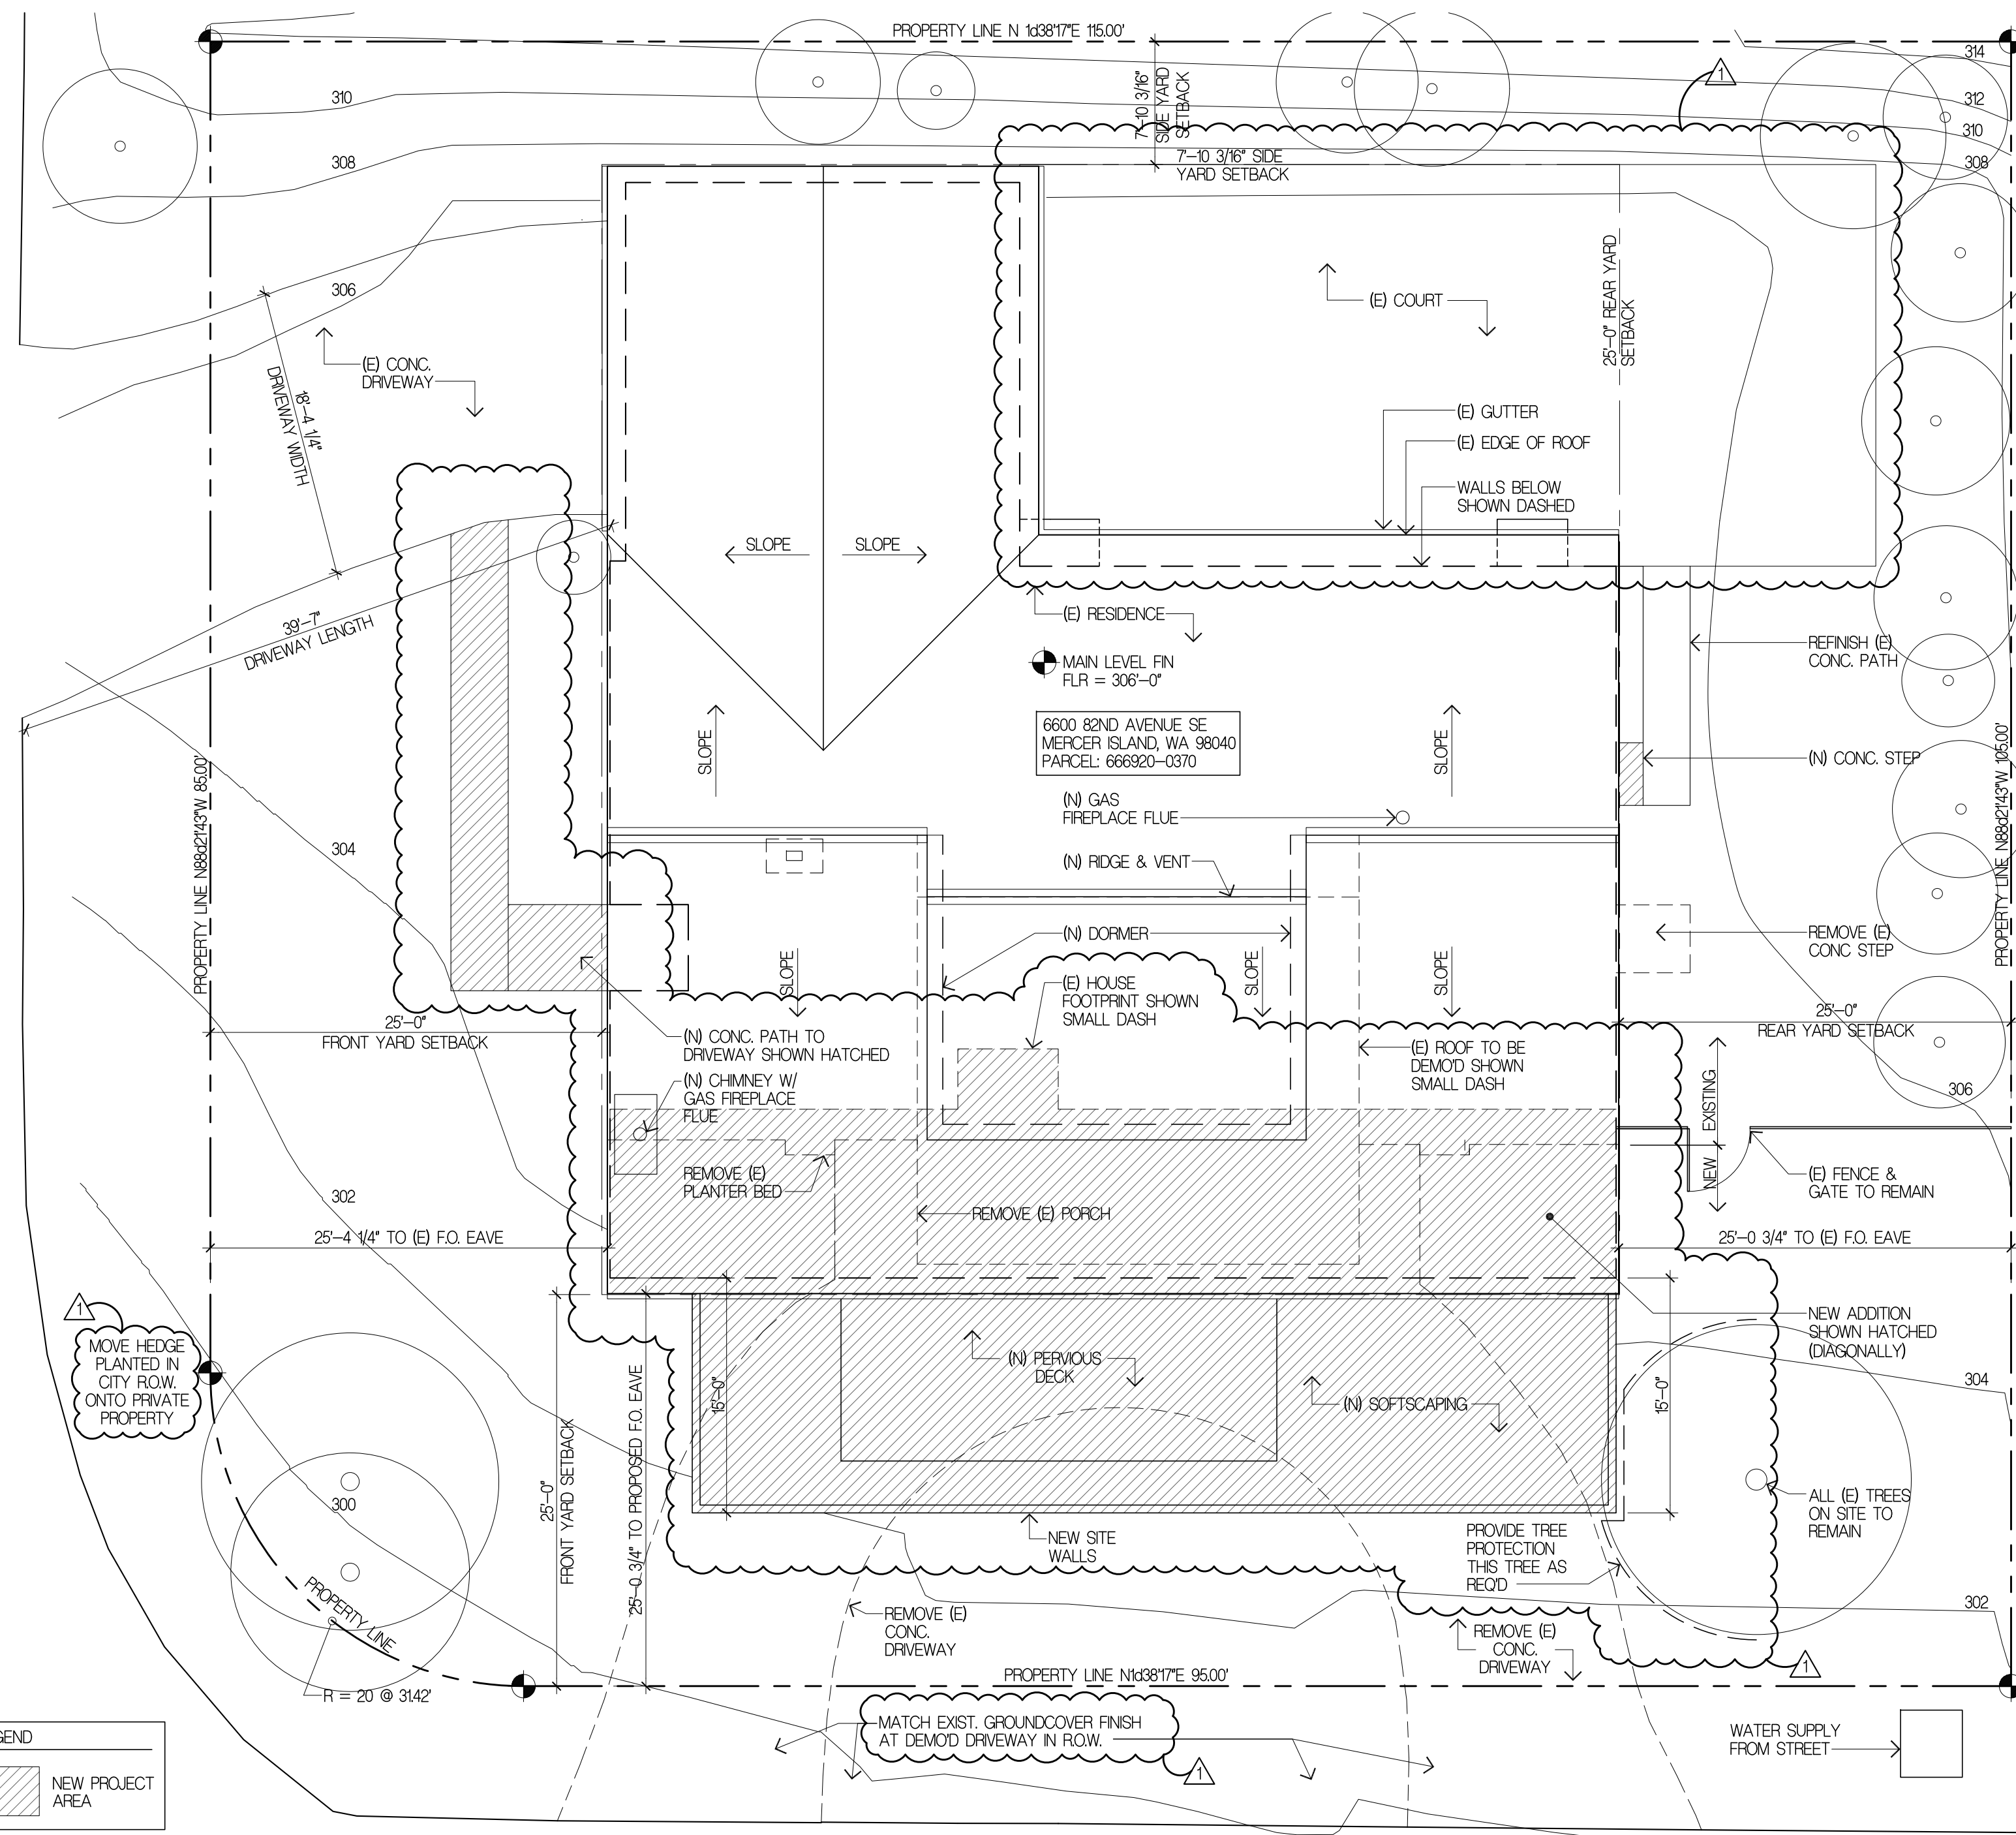 PROPERTY LINE N 1d38'17"E 115.00'
314
312
310
308
310
308
306
7'-10 3/16"
SIDE YARD
SETBACK
7'-10 3/16" SIDE
YARD SETBACK
1
(E) COURT
25'-0" REAR YARD
SETBACK
(E) CONC.
DRIVEWAY
18'-4 1/4"
DRIVEWAY WIDTH
(E) GUTTER
(E) EDGE OF ROOF
WALLS BELOW
SHOWN DASHED
SLOPE
SLOPE
39'-7"
DRIVEWAY LENGTH
(E) RESIDENCE
MAIN LEVEL FIN
FLR = 306'-0"
REFINISH (E)
CONC. PATH
6600 82ND AVENUE SE
MERCER ISLAND, WA 98040
PARCEL: 666920-0370
SLOPE
SLOPE
(N) CONC. STEP
PROPERTY LINE N88d21'43"W 85.00'
PROPERTY LINE N88d21'43"W 105.00'
(N) GAS
FIREPLACE FLUE
304
(N) RIDGE & VENT
(N) DORMER
REMOVE (E)
CONC STEP
SLOPE
SLOPE
SLOPE
(E) HOUSE
FOOTPRINT SHOWN
SMALL DASH
25'-0"
FRONT YARD SETBACK
25'-0"
REAR YARD SETBACK
(N) CONC. PATH TO
DRIVEWAY SHOWN HATCHED
(E) ROOF TO BE
DEMO'D SHOWN
SMALL DASH
(N) CHIMNEY W/
GAS FIREPLACE
FLUE
EXISTING
NEW
306
REMOVE (E)
PLANTER BED
(E) FENCE &
GATE TO REMAIN
302
REMOVE (E) PORCH
25'-4 1/4" TO (E) F.O. EAVE
25'-0 3/4" TO (E) F.O. EAVE
1
MOVE HEDGE
PLANTED IN
CITY R.O.W.
ONTO PRIVATE
PROPERTY
NEW ADDITION
SHOWN HATCHED
(DIAGONALLY)
(N) PERVIOUS
DECK
304
15'-0"
15'-0"
(N) SOFTSCAPING
25'-0"
FRONT YARD SETBACK
25'-0 3/4" TO PROPOSED F.O. EAVE
300
ALL (E) TREES
ON SITE TO
REMAIN
NEW SITE
WALLS
PROVIDE TREE
PROTECTION
THIS TREE AS
REQ'D
302
PROPERTY LINE
REMOVE (E)
CONC.
DRIVEWAY
REMOVE (E)
CONC.
DRIVEWAY
1
PROPERTY LINE N1d38'17"E 95.00'
R = 20 @ 31.42'
MATCH EXIST. GROUNDCOVER FINISH
AT DEMO'D DRIVEWAY IN R.O.W.
1
WATER SUPPLY
FROM STREET
GEND
NEW PROJECT
AREA